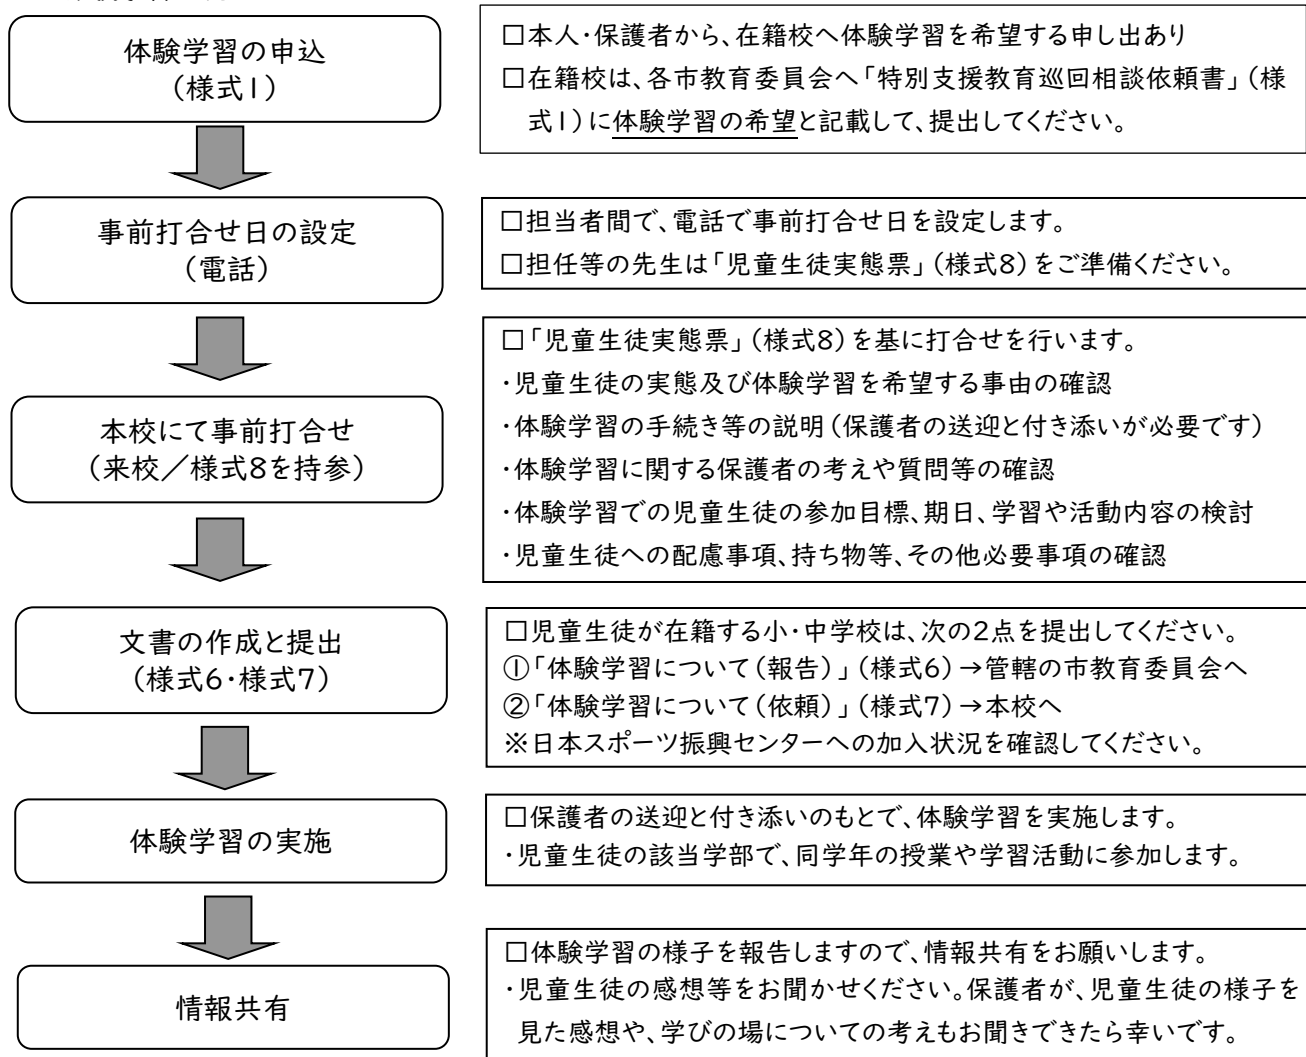 体験学習の申込
(様式1)
□本人・保護者から、在籍校へ体験学習を希望する申し出あり
□在籍校は、各市教育委員会へ「特別支援教育巡回相談依頼書」(様
式1)に体験学習の希望と記載して、提出してください。
事前打合せ日の設定
(電話)
□担当者間で、電話で事前打合せ日を設定します。
□担任等の先生は「児童生徒実態票」(様式8)をご準備ください。
本校にて事前打合せ
(来校/様式8を持参)
□「児童生徒実態票」(様式8)を基に打合せを行います。
・児童生徒の実態及び体験学習を希望する事由の確認
・体験学習の手続き等の説明(保護者の送迎と付き添いが必要です)
・体験学習に関する保護者の考えや質問等の確認
・体験学習での児童生徒の参加目標、期日、学習や活動内容の検討
・児童生徒への配慮事項、持ち物等、その他必要事項の確認
文書の作成と提出
(様式6・様式7)
□児童生徒が在籍する小・中学校は、次の2点を提出してください。
①「体験学習について(報告)」(様式6)→管轄の市教育委員会へ
②「体験学習について(依頼)」(様式7)→本校へ
※日本スポーツ振興センターへの加入状況を確認してください。
体験学習の実施
□保護者の送迎と付き添いのもとで、体験学習を実施します。
・児童生徒の該当学部で、同学年の授業や学習活動に参加します。
情報共有
□体験学習の様子を報告しますので、情報共有をお願いします。
・児童生徒の感想等をお聞かせください。保護者が、児童生徒の様子を
見た感想や、学びの場についての考えもお聞きできたら幸いです。